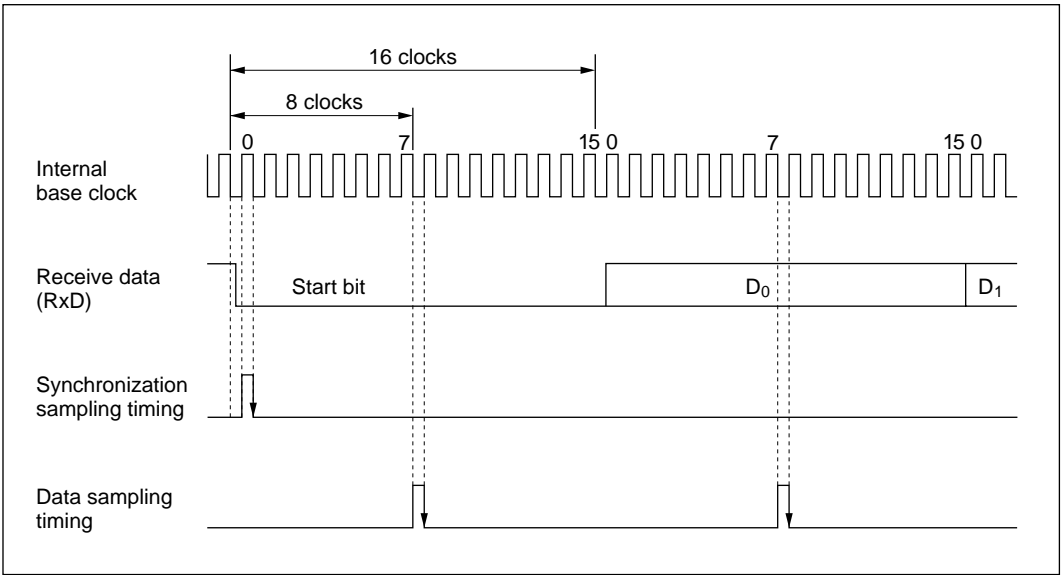 16 clocks
8 clocks
0 7 15 0 7 15 0
Internal
base clock
Receive data
(RxD)
Start bit D₀ D₁
Synchronization
sampling timing
Data sampling
timing